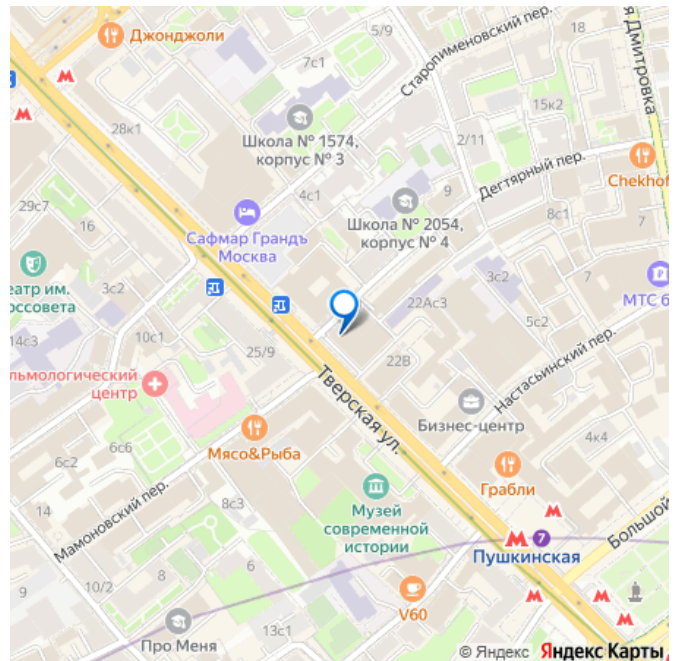 Джонджоли
5/9
18
7с1
Старопименовский пер.
я Дмитровка
28к1
Школа № 1574,
корпус № 3
15к2
2/11
Дегтярный пер.
Chekhof
29с7
16
4с1
9
Школа № 2054,
корпус № 4
8с1
7
Сафмар Грандъ
Москва
еатр им.
оссовета
3с2
3с2
7
МТС б
22Ас3
14с3
10с1
25/9
5с2
Настасьинский пер.
22В
льмологический
центр
Тверская ул.
Бизнес-центр
6с6
6с2
Мясо&Рыба
4к4
Грабли
Мамоновский пер.
8с3
Музей
современной
истории
Большой
7
Пушкинская
9
10/2
8
6
V60
Про Меня
13с1
© Яндекс Яндекс Карты